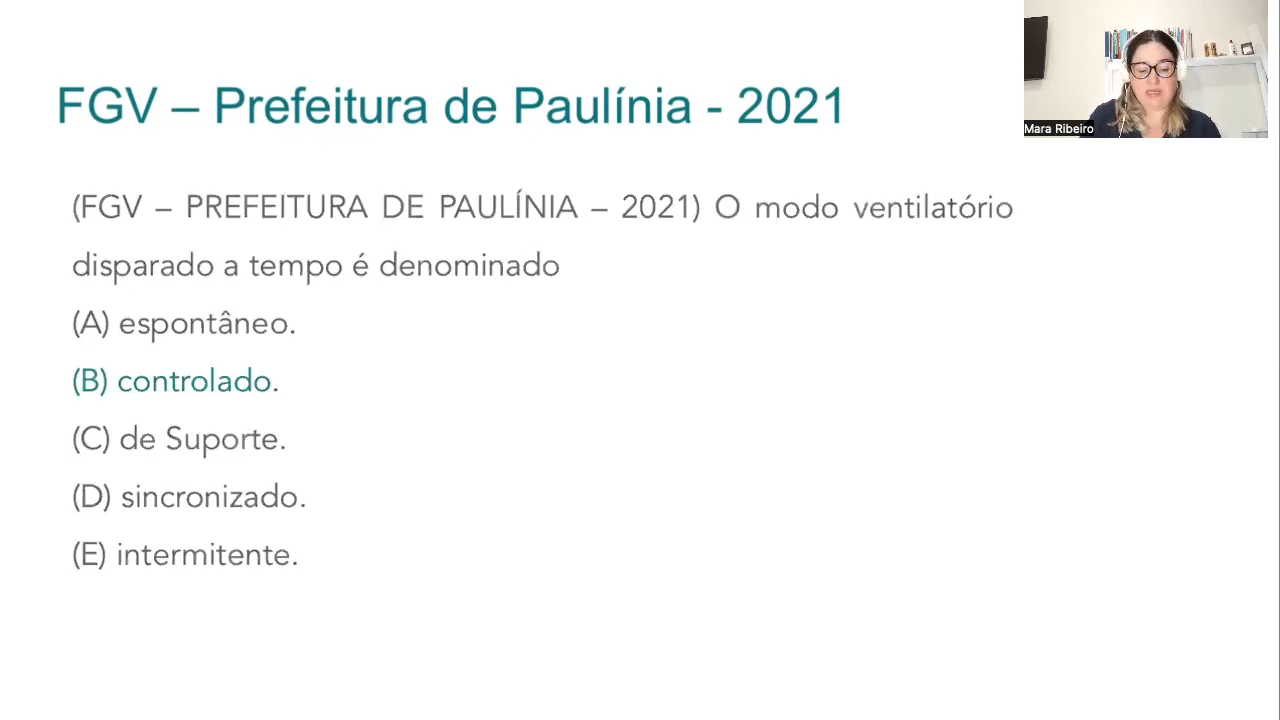 FGV – Prefeitura de Paulínia - 2021
Mara Ribeiro
(FGV – PREFEITURA DE PAULÍNIA – 2021) O modo ventilatório
disparado a tempo é denominado
(A) espontâneo.
(B) controlado.
(C) de Suporte.
(D) sincronizado.
(E) intermitente.